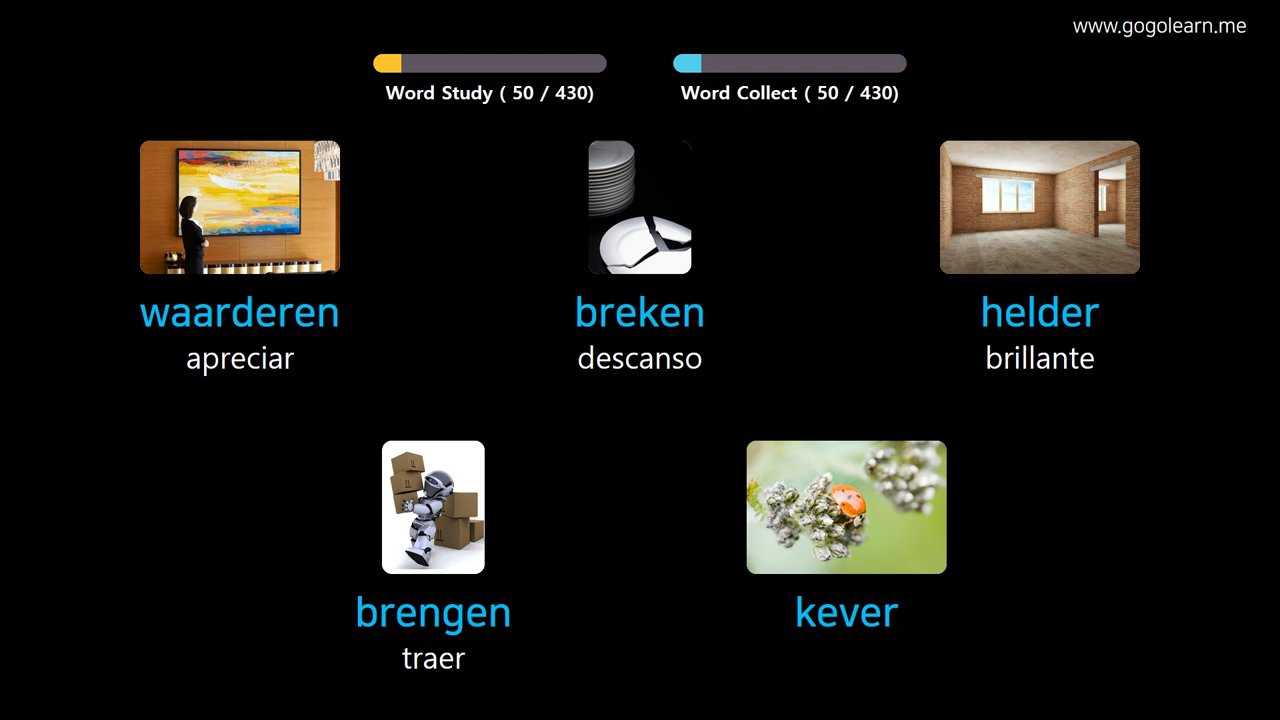 www.gogolearn.me
Word Study ( 50 / 430)
Word Collect ( 50 / 430)
waarderen
apreciar
breken
descanso
helder
brillante
brengen
traer
kever